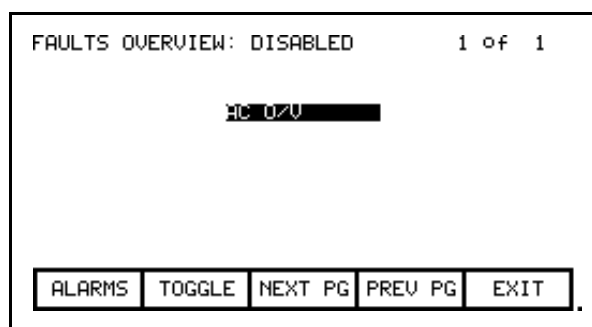 FAULTS OVERVIEW: DISABLED 1 of 1
AC O/V
ALARMS TOGGLE NEXT PG PREV PG EXIT